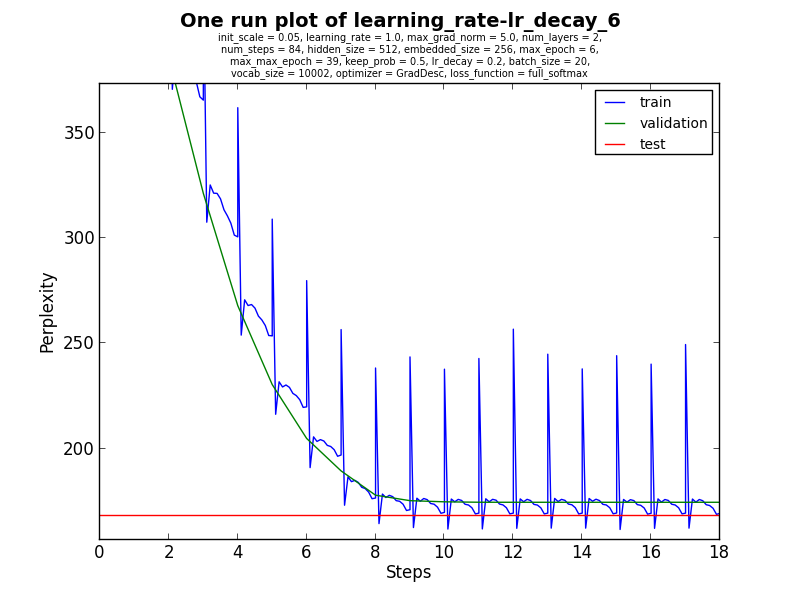 One run plot of learning_rate-lr_decay_6
init_scale = 0.05, learning_rate = 1.0, max_grad_norm = 5.0, num_layers = 2,
num_steps = 84, hidden_size = 512, embedded_size = 256, max_epoch = 6,
max_max_epoch = 39, keep_prob = 0.5, lr_decay = 0.2, batch_size = 20,
vocab_size = 10002, optimizer = GradDesc, loss_function = full_softmax
train
validation
test
350
300
250
200
Perplexity
0 2 4 6 8 10 12 14 16 18
Steps